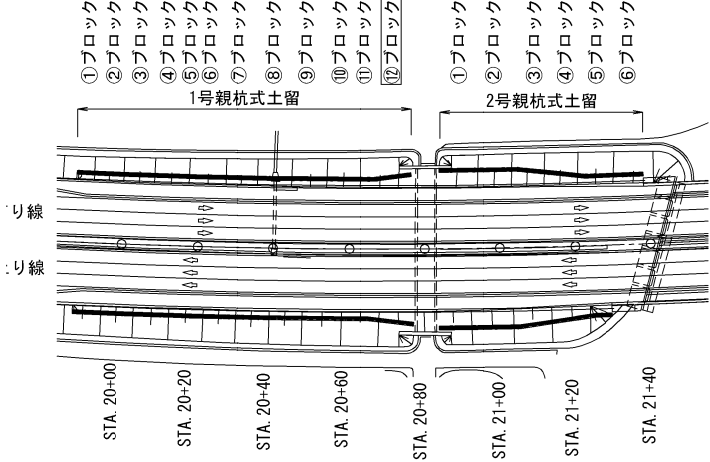 ①ブロック
②ブロック
③ブロック
④ブロック
⑤ブロック
⑥ブロック
⑦ブロック
⑧ブロック
⑨ブロック
⑩ブロック
⑪ブロック
⑫ブロック
①ブロック
②ブロック
③ブロック
④ブロック
⑤ブロック
⑥ブロック
1号親杭式土留
2号親杭式土留
り線
り線
STA. 20+00
STA. 20+20
STA. 20+40
STA. 20+60
STA. 20+80
STA. 21+00
STA. 21+20
STA. 21+40